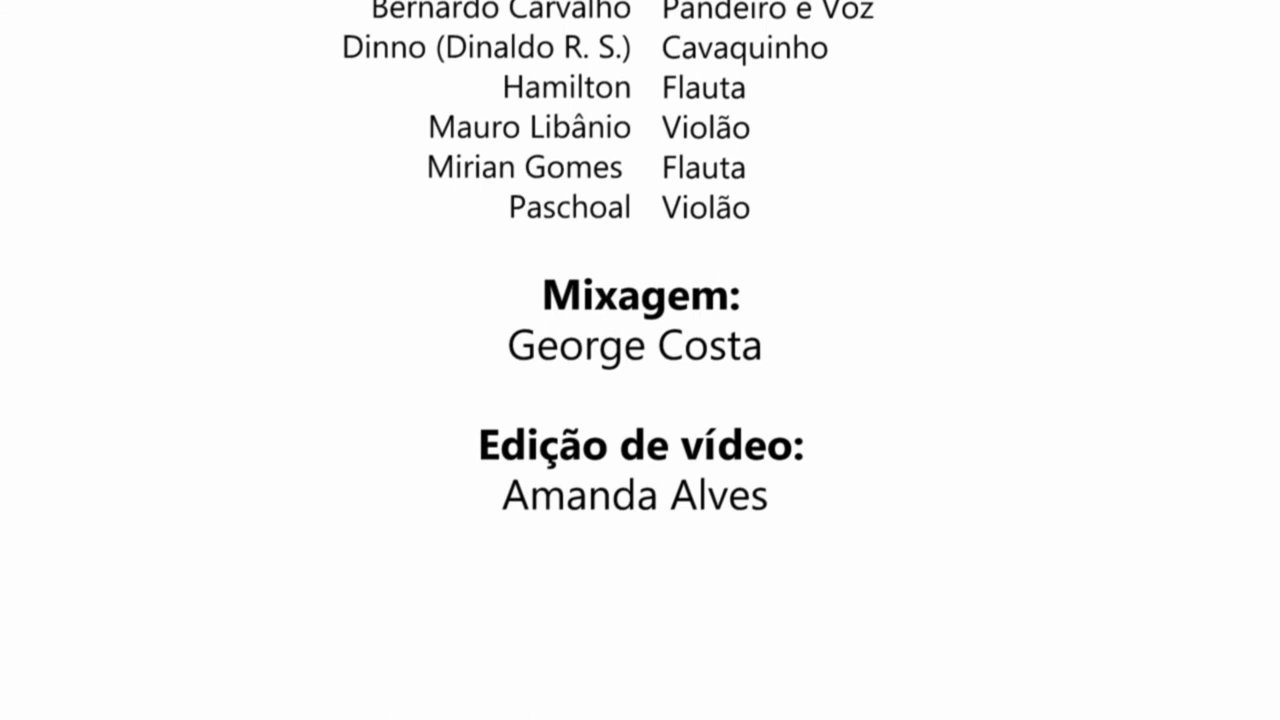 Bernardo Carvalho Pandeiro e Voz
Dinno (Dinaldo R. S.) Cavaquinho
Hamilton Flauta
Mauro Libânio Violão
Mirian Gomes Flauta
Paschoal Violão
Mixagem:
George Costa
Edição de vídeo:
Amanda Alves